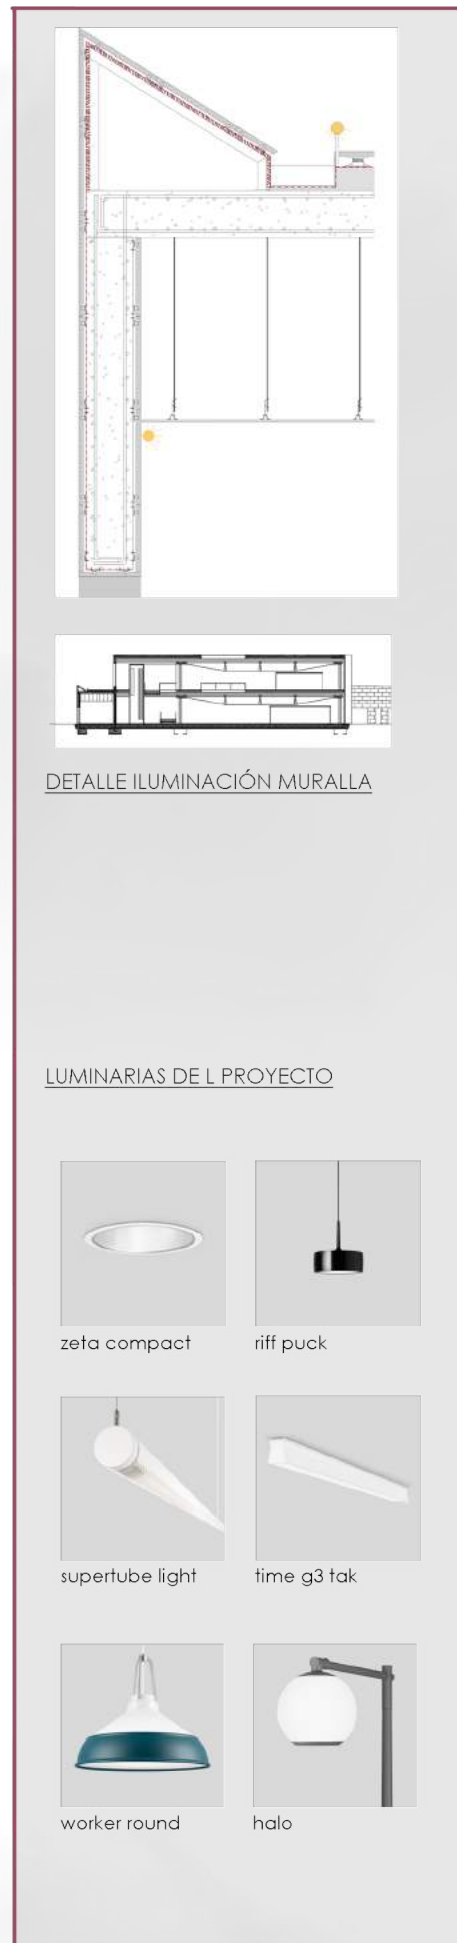 DETALLE ILUMINACIÓN MURALLA
LUMINARIAS DE L PROYECTO
zeta compact
riff puck
supertube light
time g3 tak
worker round
halo